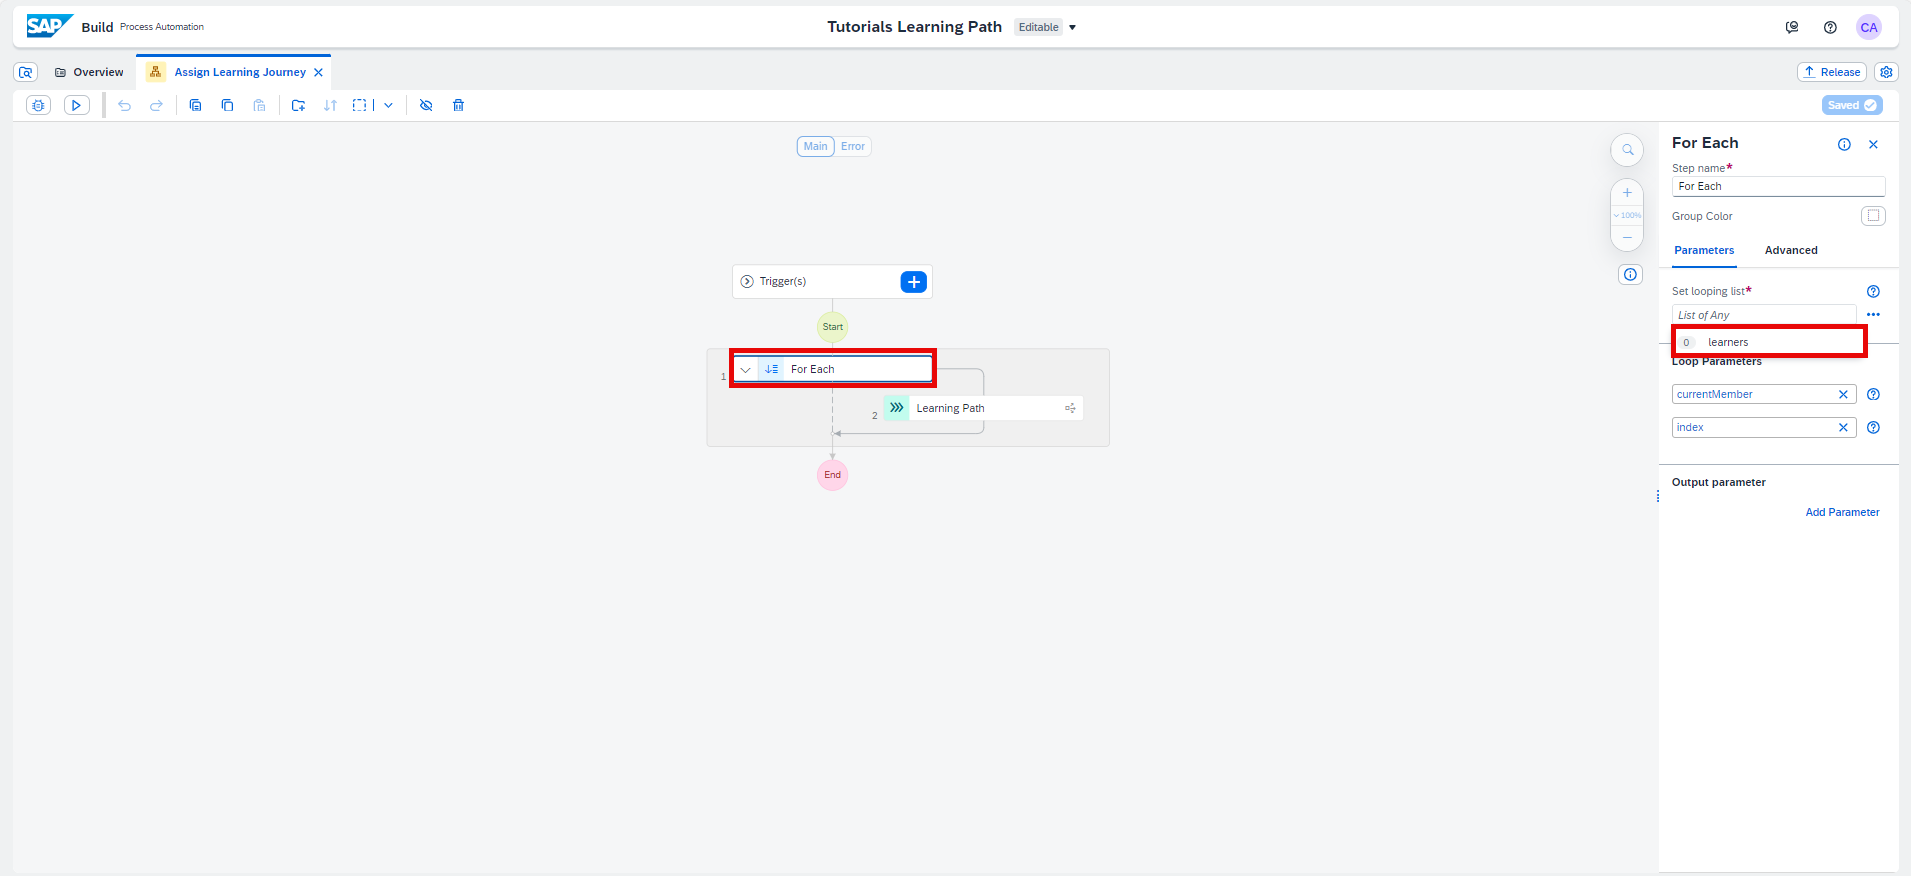 SAP Build Process Automation
Tutorials Learning Path Editable
CA
Overview
Assign Learning Journey
Release
Saved
Main Error
100%
Trigger(s)
Start
1
For Each
2
Learning Path
End
For Each
Step name*
For Each
Group Color
Parameters Advanced
Set looping list*
List of Any
0 learners
Loop Parameters
currentMember
index
Output parameter
Add Parameter